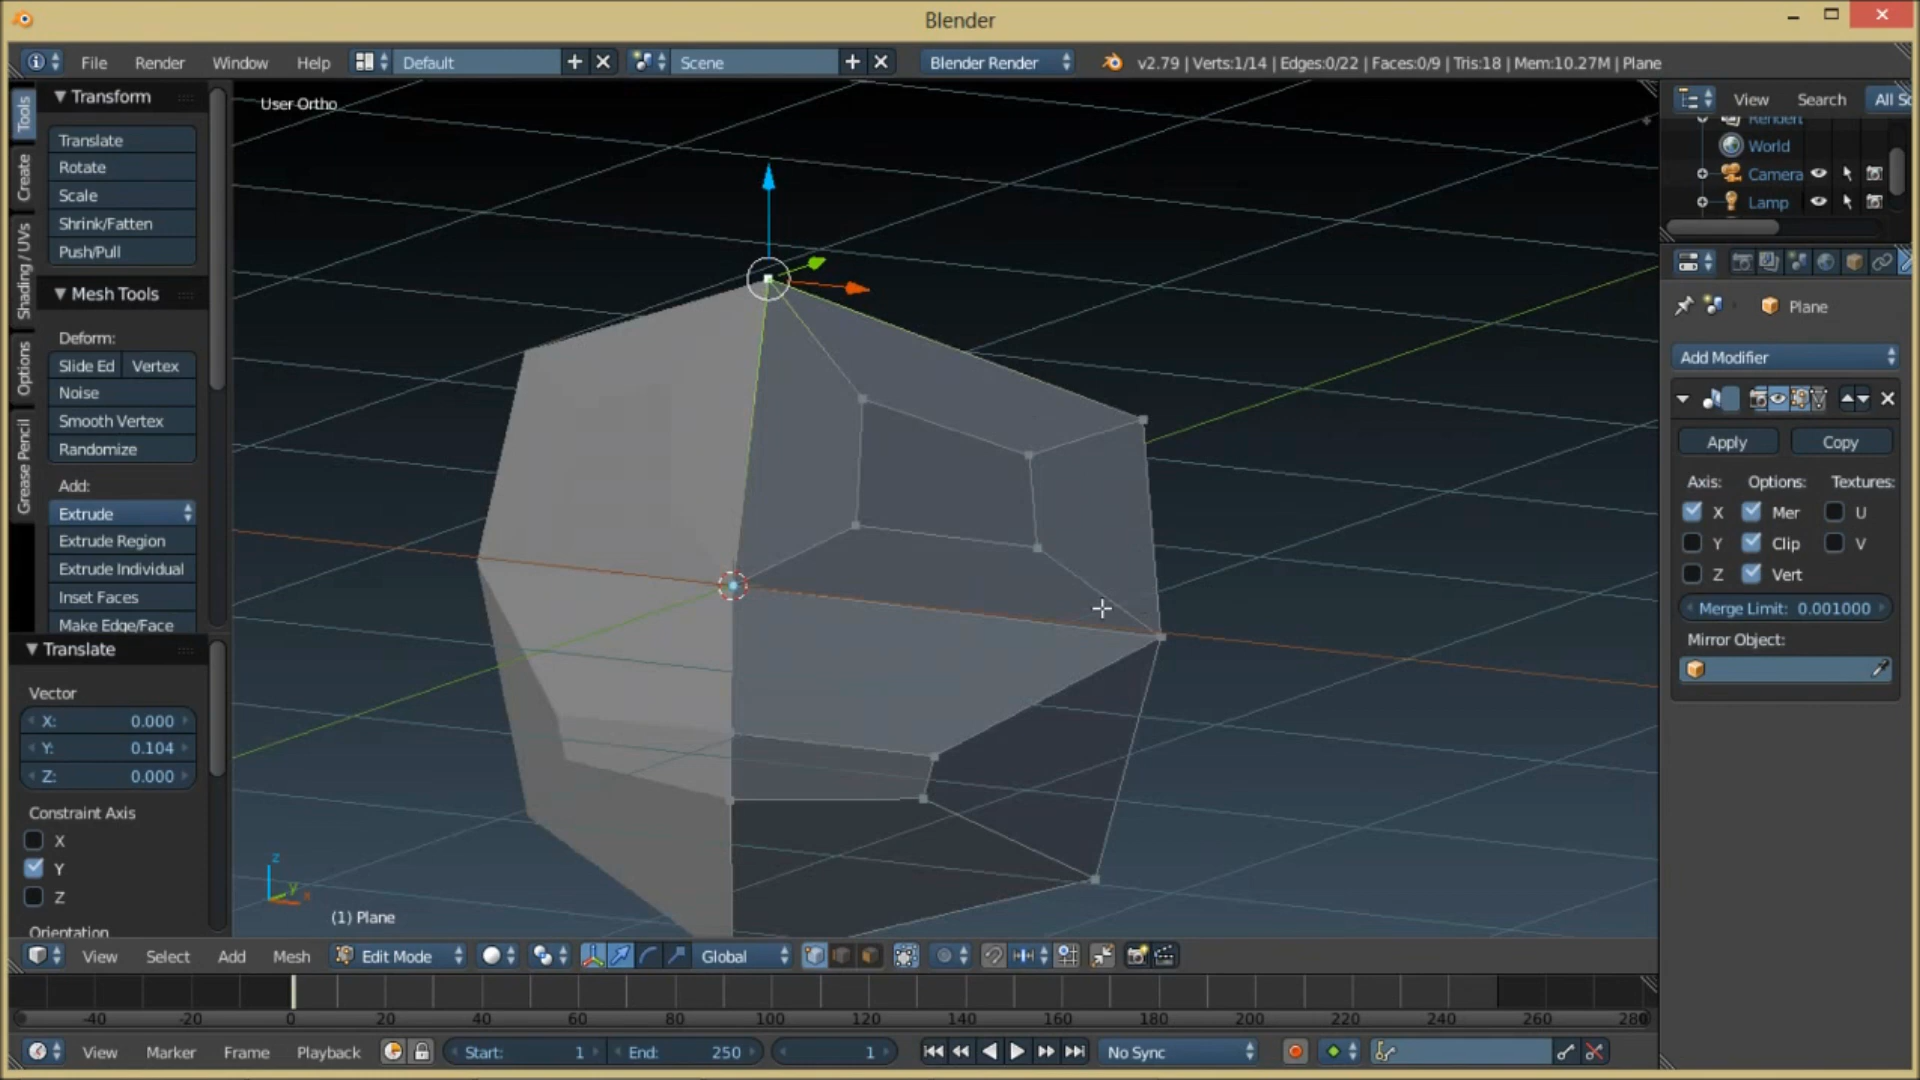 Blender
File Render Window Help Default Scene Blender Render v2.79 | Verts:1/14 | Edges:0/22 | Faces:0/9 | Tris:18 | Mem:10.27M | Plane
Tools
Create
Shading / UVs
Options
Grease Pencil
Transform
Translate
Rotate
Scale
Shrink/Fatten
Push/Pull
Mesh Tools
Deform:
Slide Ed Vertex
Noise
Smooth Vertex
Randomize
Add:
Extrude
Extrude Region
Extrude Individual
Inset Faces
Make Edge/Face
Translate
Vector
X: 0.000
Y: 0.104
Z: 0.000
Constraint Axis
X
Y
Z
Orientation
User Ortho
z
y
x
(1) Plane
View Search All Sc
World
Camera
Lamp
Plane
Add Modifier
Apply Copy
Axis: Options: Textures:
X Mer U
Y Clip V
Z Vert
Merge Limit: 0.001000
Mirror Object:
View Select Add Mesh Edit Mode Global
-40 -20 0 20 40 60 80 100 120 140 160 180 200 220 240 260 280
View Marker Frame Playback Start: 1 End: 250 1 No Sync